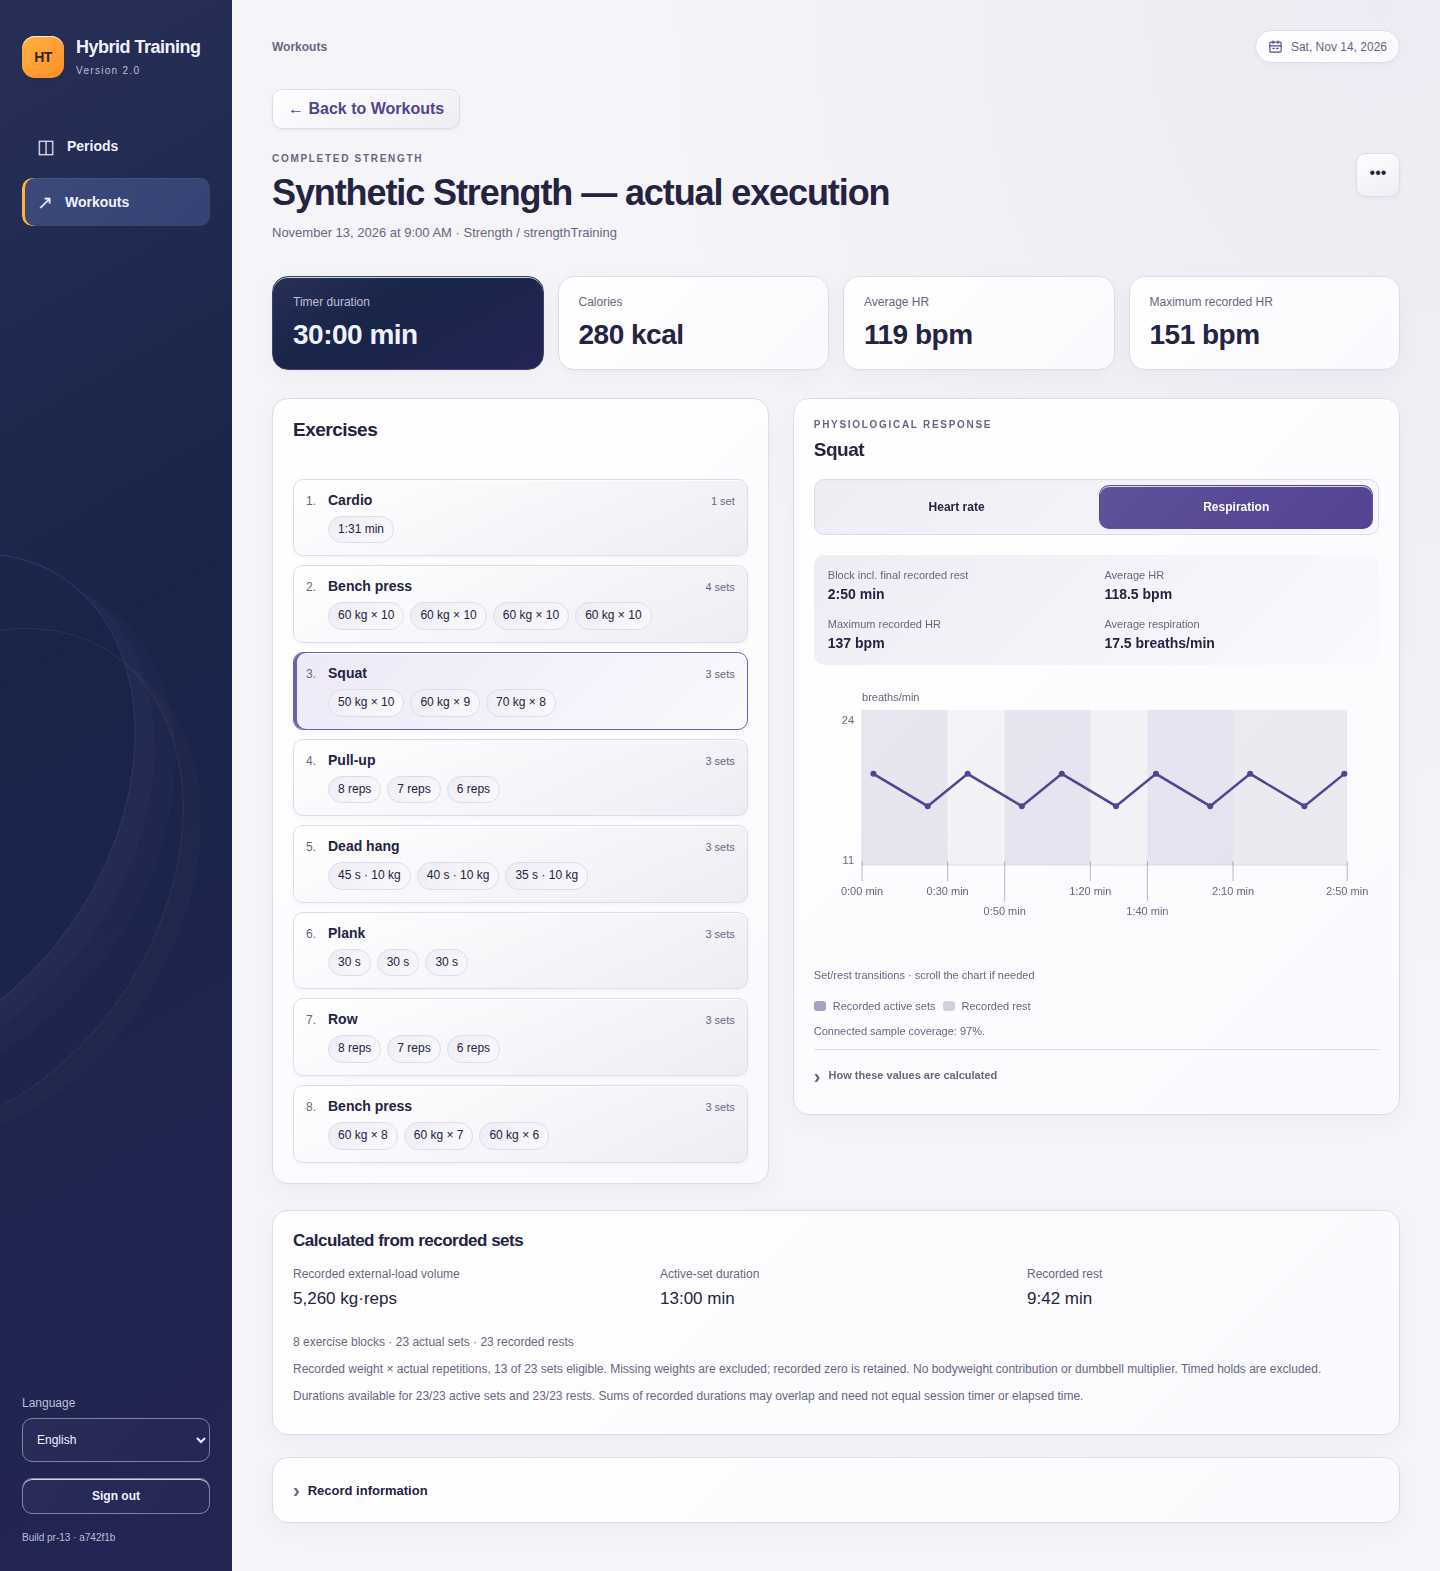 HT
Hybrid Training
Version 2.0
Periods
Workouts
Language
English
Sign out
Build pr-13 · a742f1b
Workouts
Sat, Nov 14, 2026
← Back to Workouts
COMPLETED STRENGTH
Synthetic Strength — actual execution
•••
November 13, 2026 at 9:00 AM · Strength / strengthTraining
Timer duration
30:00 min
Calories
280 kcal
Average HR
119 bpm
Maximum recorded HR
151 bpm
Exercises
1. Cardio 1 set
1:31 min
2. Bench press 4 sets
60 kg × 10 60 kg × 10 60 kg × 10 60 kg × 10
3. Squat 3 sets
50 kg × 10 60 kg × 9 70 kg × 8
4. Pull-up 3 sets
8 reps 7 reps 6 reps
5. Dead hang 3 sets
45 s · 10 kg 40 s · 10 kg 35 s · 10 kg
6. Plank 3 sets
30 s 30 s 30 s
7. Row 3 sets
8 reps 7 reps 6 reps
8. Bench press 3 sets
60 kg × 8 60 kg × 7 60 kg × 6
PHYSIOLOGICAL RESPONSE
Squat
Heart rate Respiration
Block incl. final recorded rest
2:50 min
Average HR
118.5 bpm
Maximum recorded HR
137 bpm
Average respiration
17.5 breaths/min
breaths/min
24
11
0:00 min 0:30 min 1:20 min 2:10 min 2:50 min
0:50 min 1:40 min
Set/rest transitions · scroll the chart if needed
Recorded active sets Recorded rest
Connected sample coverage: 97%.
How these values are calculated
Calculated from recorded sets
Recorded external-load volume
5,260 kg·reps
Active-set duration
13:00 min
Recorded rest
9:42 min
8 exercise blocks · 23 actual sets · 23 recorded rests
Recorded weight × actual repetitions, 13 of 23 sets eligible. Missing weights are excluded; recorded zero is retained. No bodyweight contribution or dumbbell multiplier. Timed holds are excluded.
Durations available for 23/23 active sets and 23/23 rests. Sums of recorded durations may overlap and need not equal session timer or elapsed time.
Record information